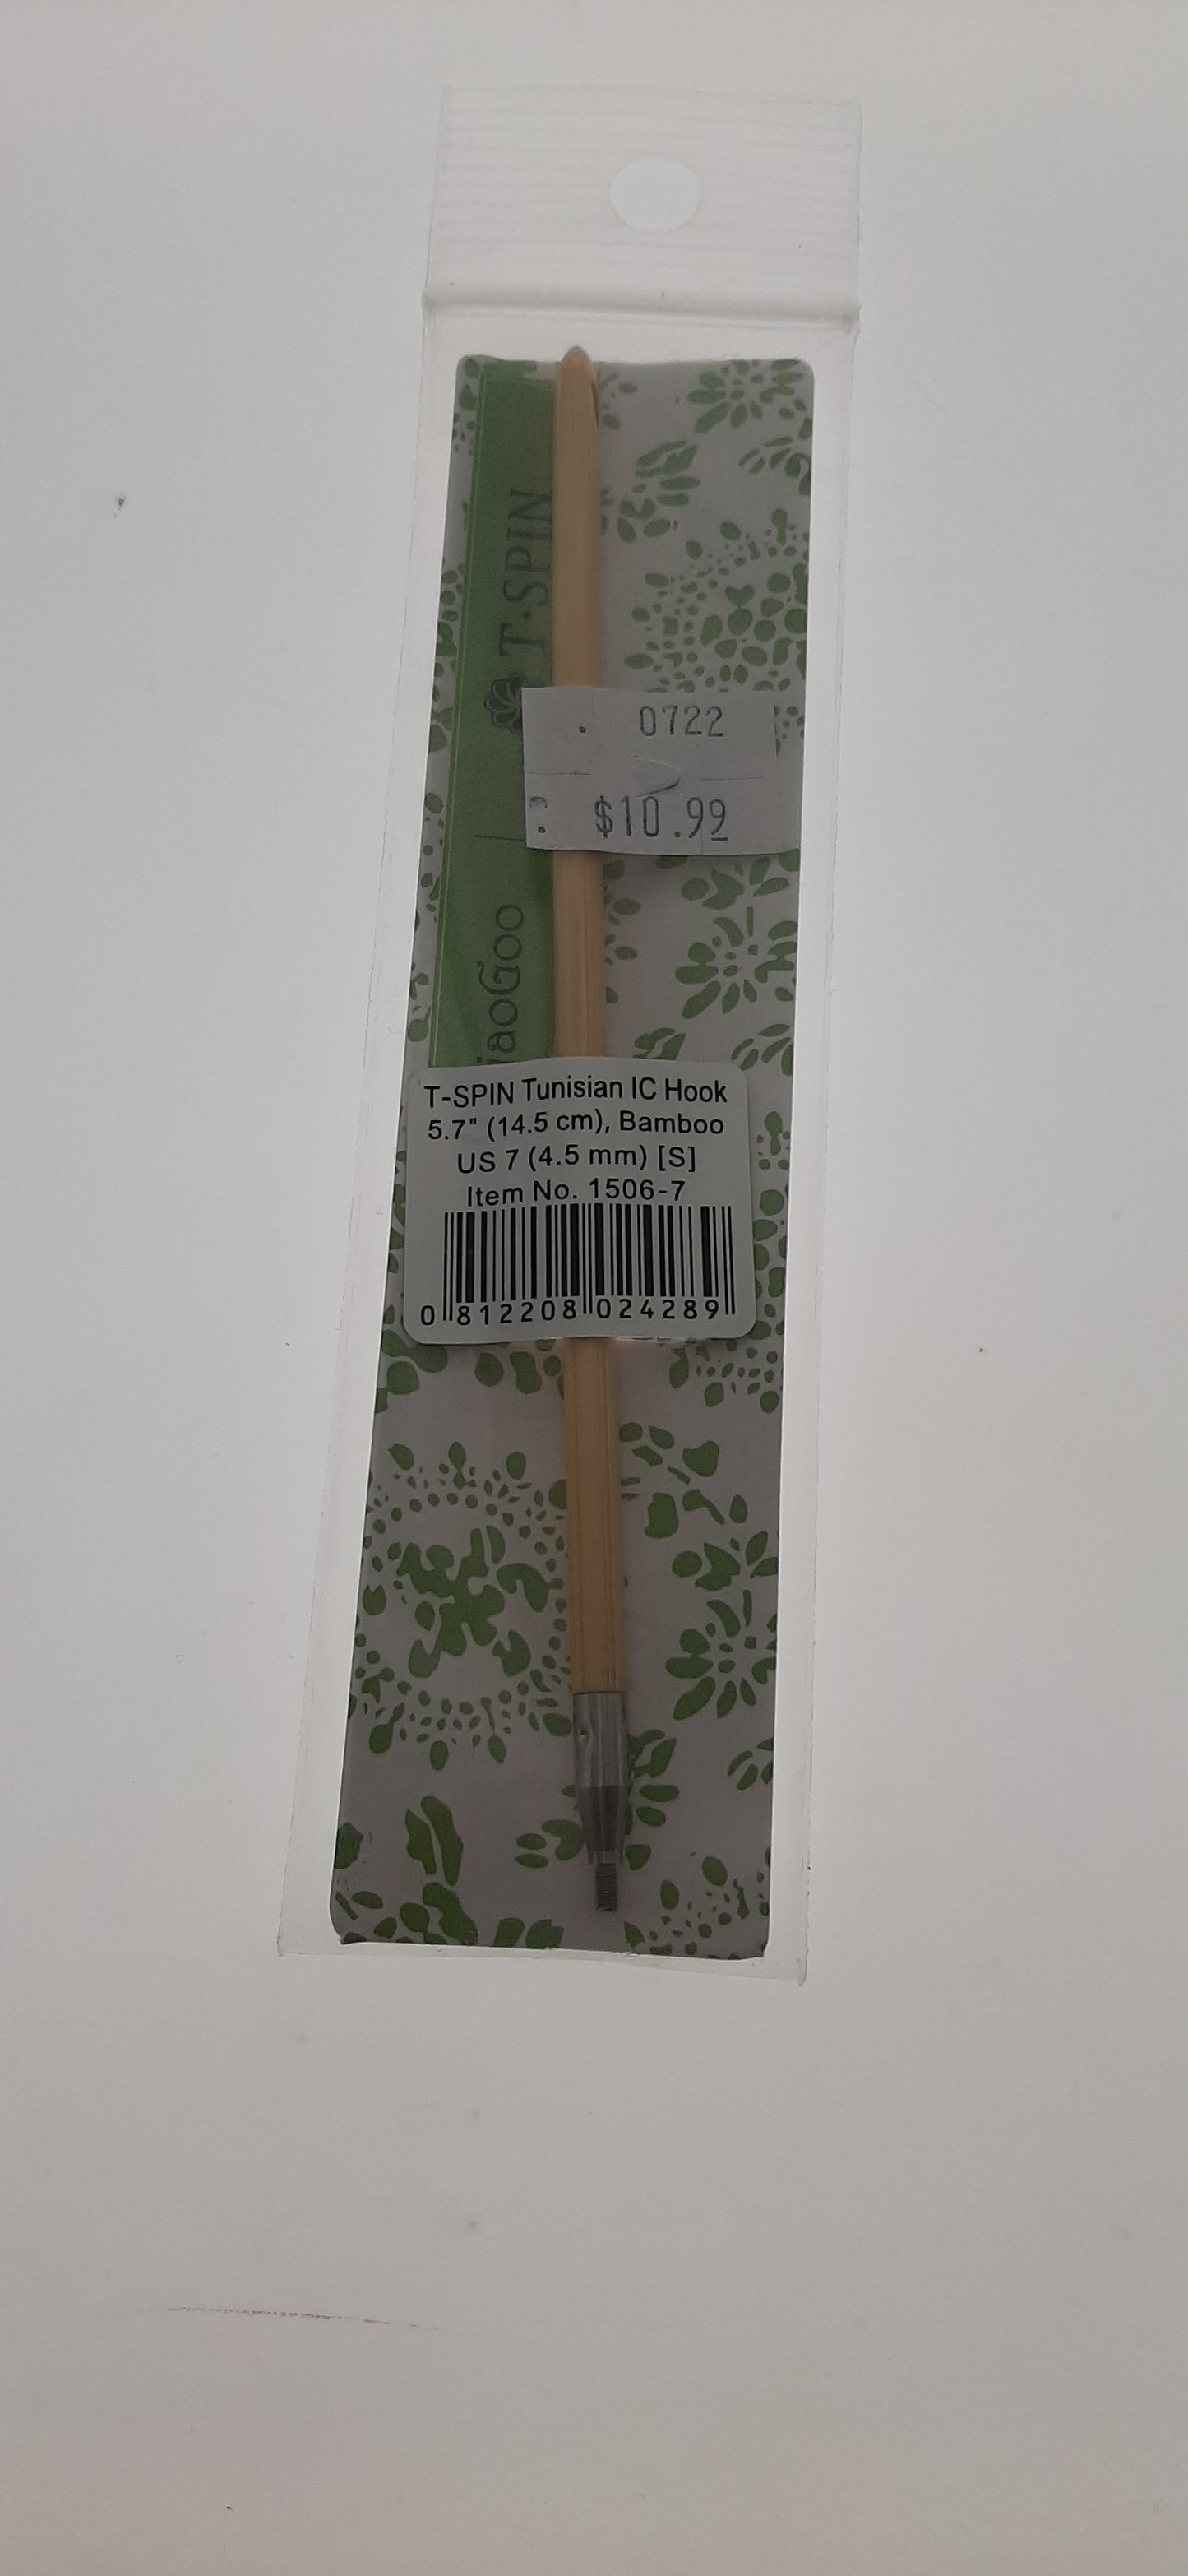 T·SPIN
0722
$10.99
iaoGoo
T-SPIN Tunisian IC Hook
5.7" (14.5 cm), Bamboo
US 7 (4.5 mm) [S]
Item No. 1506-7
0 812208 024289